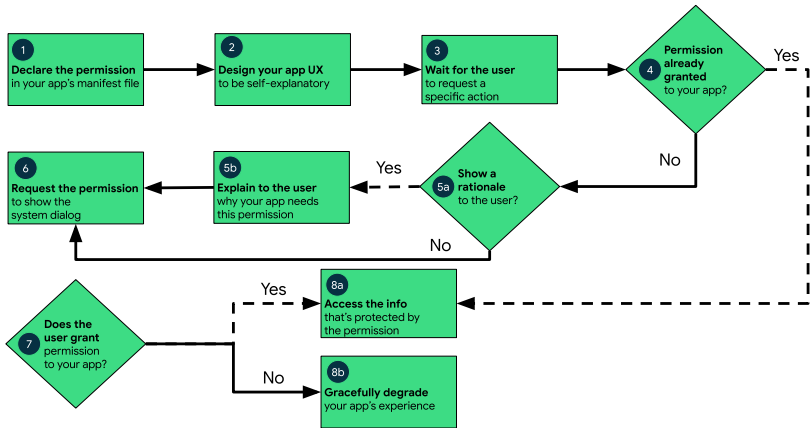 1
Declare the permission
in your app's manifest file
2
Design your app UX
to be self-explanatory
3
Wait for the user
to request a
specific action
4
Permission
already
granted
to your app?
Yes
No
5a
Show a
rationale
to the user?
Yes
No
5b
Explain to the user
why your app needs
this permission
6
Request the permission
to show the
system dialog
7
Does the
user grant
permission
to your app?
Yes
No
8a
Access the info
that's protected by
the permission
8b
Gracefully degrade
your app's experience